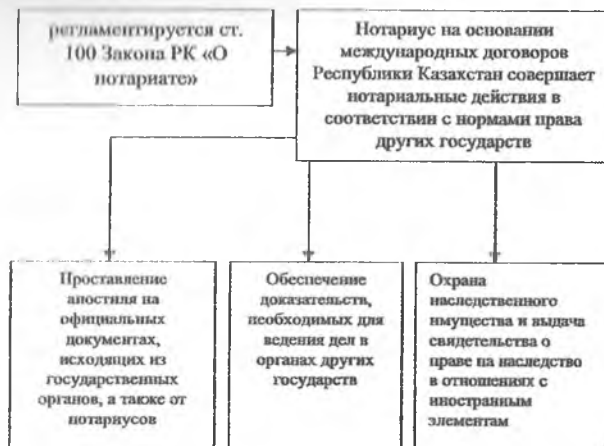 регламентируется ст.
100 Закона РК «О
нотариате»
Нотариус на основании
международных договоров
Республики Казахстан совершает
нотариальные действия в
соответствии с нормами права
других государств
Проставление
апостиля на
официальных
документах,
исходящих из
государственных
органов, а также от
нотариусов
Обеспечение
доказательств,
необходимых для
ведения дел в
органах других
государств
Охрана
наследственного
имущества и выдача
свидетельства о
праве на наследство
в отношениях с
иностранным
элементам